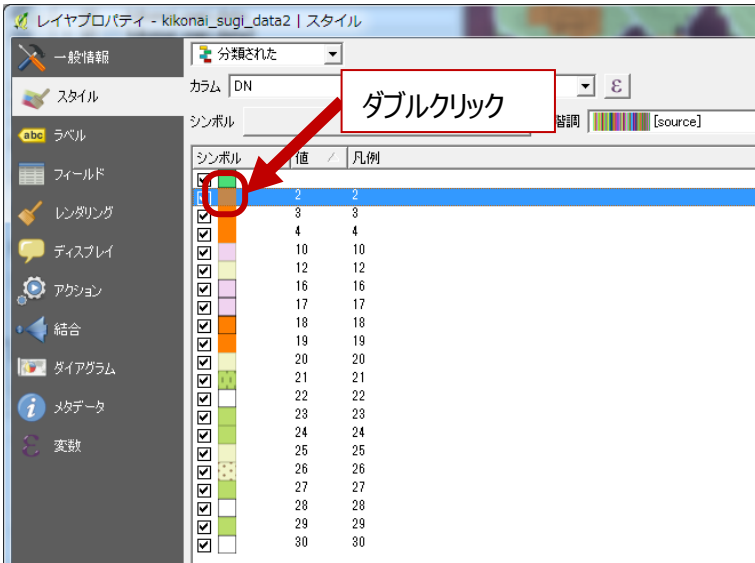 レイヤプロパティ - kikonai_sugi_data2 | スタイル
一般情報
スタイル
abc ラベル
フィールド
レンダリング
ディスプレイ
アクション
結合
ダイアグラム
メタデータ
変数
分類された
カラム DN ε
ダブルクリック
シンボル 階調 [source]
シンボル 値 凡例
2 2
3 3
4 4
10 10
12 12
16 16
17 17
18 18
19 19
20 20
21 21
22 22
23 23
24 24
25 25
26 26
27 27
28 28
29 29
30 30